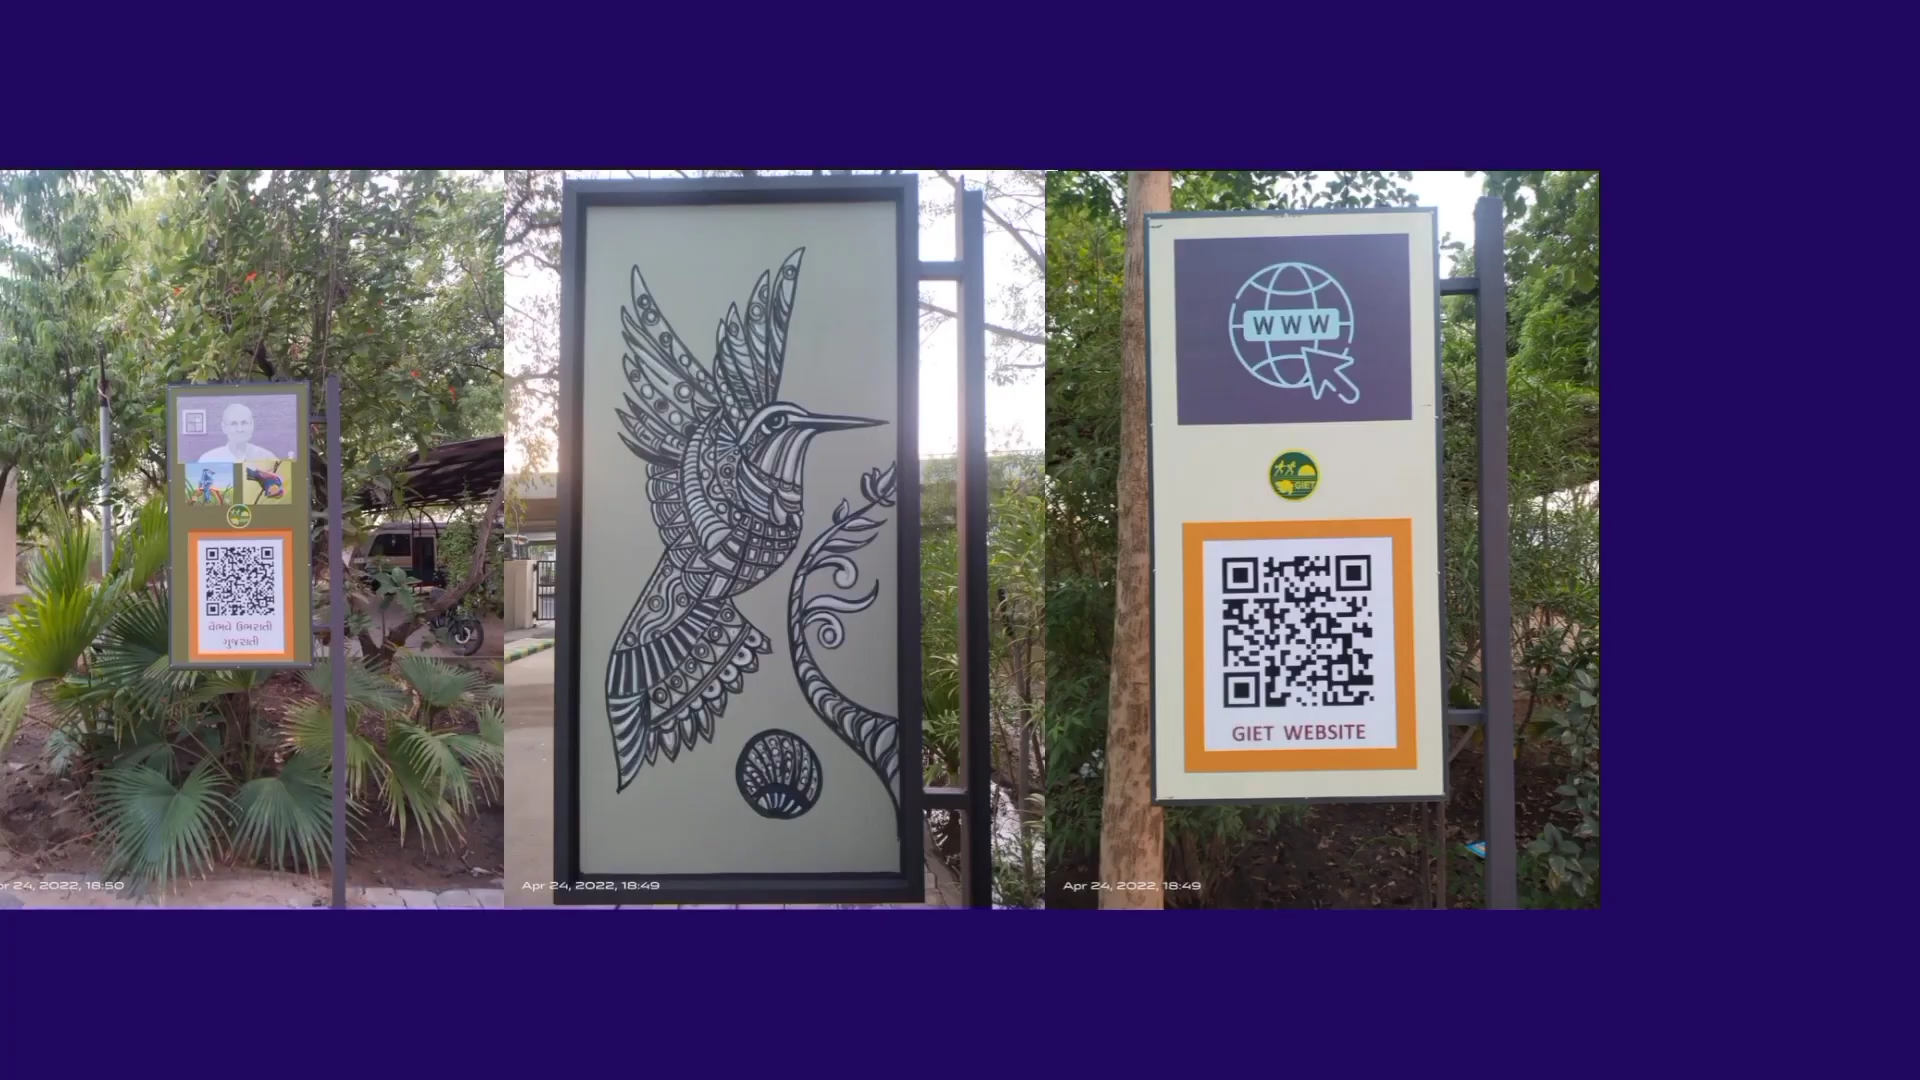 વૈભવે ઉભરાતી
ગુજરાતી
24, 2022, 18:50
Apr 24, 2022, 18:49
WWW
GIET
GIET WEBSITE
Apr 24, 2022, 18:49